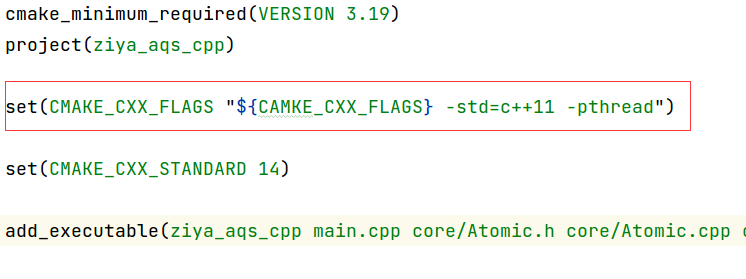 cmake_minimum_required(VERSION 3.19)
project(ziya_aqs_cpp)
set(CMAKE_CXX_FLAGS "${CAMKE_CXX_FLAGS} -std=c++11 -pthread")
set(CMAKE_CXX_STANDARD 14)
add_executable(ziya_aqs_cpp main.cpp core/Atomic.h core/Atomic.cpp